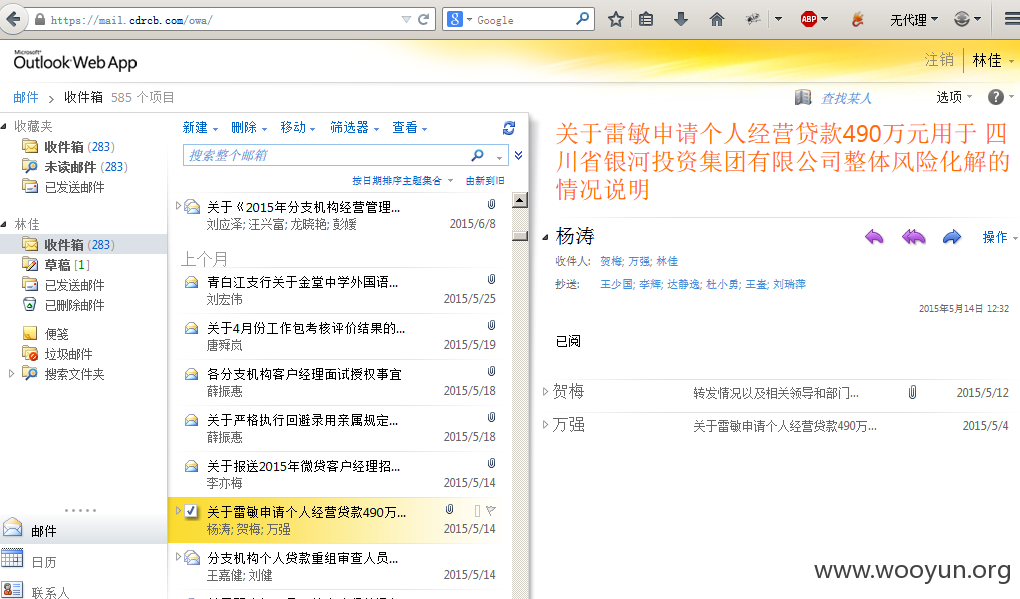 https://mail.cdrcb.com/owa/
Google
ABP
无代理
Microsoft
Outlook Web App
注销
林佳
邮件 > 收件箱 585 个项目
查找某人
选项
收藏夹
收件箱 (283)
未读邮件 (283)
已发送邮件
林佳
收件箱 (283)
草稿 [1]
已发送邮件
已删除邮件
便笺
垃圾邮件
搜索文件夹
邮件
日历
联系人
新建 删除 移动 筛选器 查看
搜索整个邮箱
按日期排序主题集合 由新到旧
关于《2015年分支机构经营管理...
刘应泽; 汪兴富; 龙晓艳; 彭媛 2015/6/8
上个月
青白江支行关于金堂中学外国语...
刘宏伟 2015/5/25
关于4月份工作包考核评价结果的...
唐舜岚 2015/5/19
各分支机构客户经理面试授权事宜
薛振惠 2015/5/18
关于严格执行回避录用亲属规定...
薛振惠 2015/5/18
关于报送2015年微贷客户经理招...
李亦梅 2015/5/14
关于雷敏申请个人经营贷款490万...
杨涛; 贺梅; 万强 2015/5/14
分支机构个人贷款重组审查人员...
王嘉健; 刘健 2015/5/14
关于雷敏申请个人经营贷款490万元用于 四
川省银河投资集团有限公司整体风险化解的
情况说明
杨涛
操作
收件人: 贺梅; 万强; 林佳
抄送: 王少国; 李辉; 达静逸; 杜小勇; 王崟; 刘瑞萍
2015年5月14日 12:32
已阅
贺梅 转发情况以及相关领导和部门... 2015/5/12
万强 关于雷敏申请个人经营贷款490万... 2015/5/4
www.wooyun.org